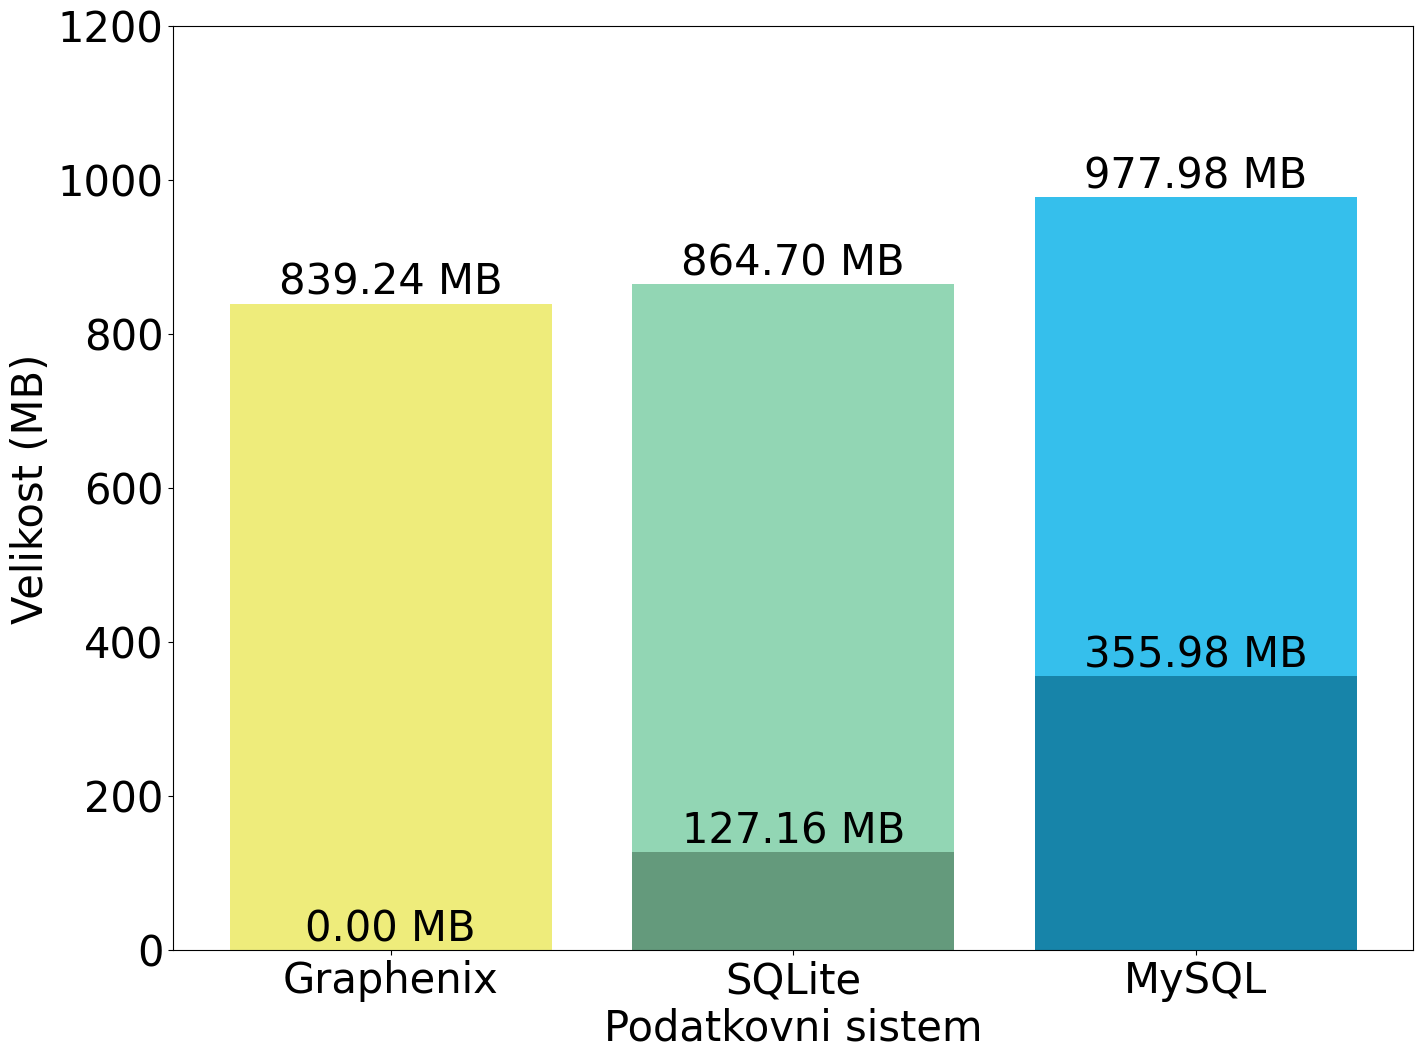 1200
1000
800
600
400
200
0
Velikost (MB)
839.24 MB
864.70 MB
977.98 MB
0.00 MB
127.16 MB
355.98 MB
Graphenix
SQLite
MySQL
Podatkovni sistem